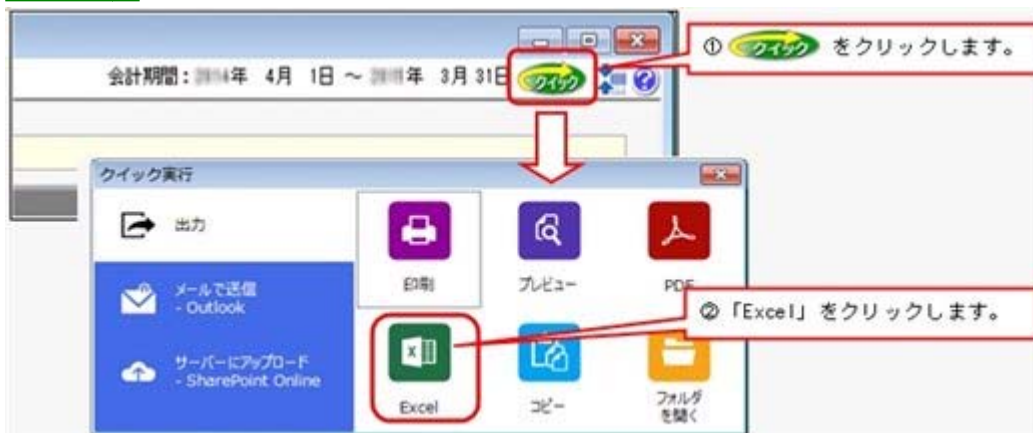 会計期間：年 4月 1日 ～ 年 3月 31日 クイック
① クイック をクリックします。
クイック実行
出力
メールで送信
- Outlook
サーバーにアップロード
- SharePoint Online
印刷
プレビュー
PDF
② 「Excel」をクリックします。
Excel
コピー
フォルダ
を開く